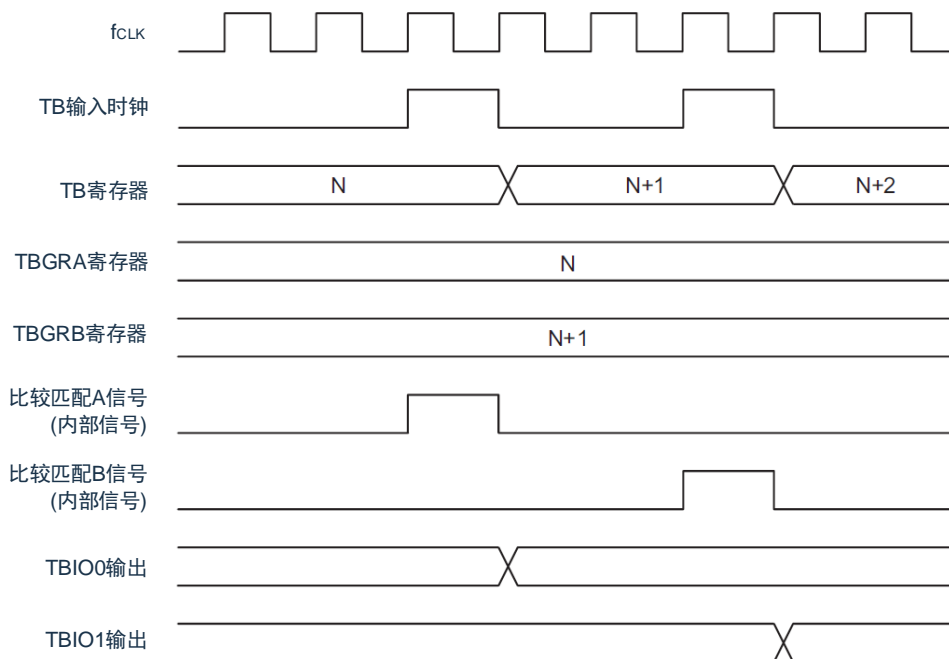 fCLK
TB输入时钟
TB寄存器
N
N+1
N+2
TBGRA寄存器
N
TBGRB寄存器
N+1
比较匹配A信号
(内部信号)
比较匹配B信号
(内部信号)
TBIO0输出
TBIO1输出